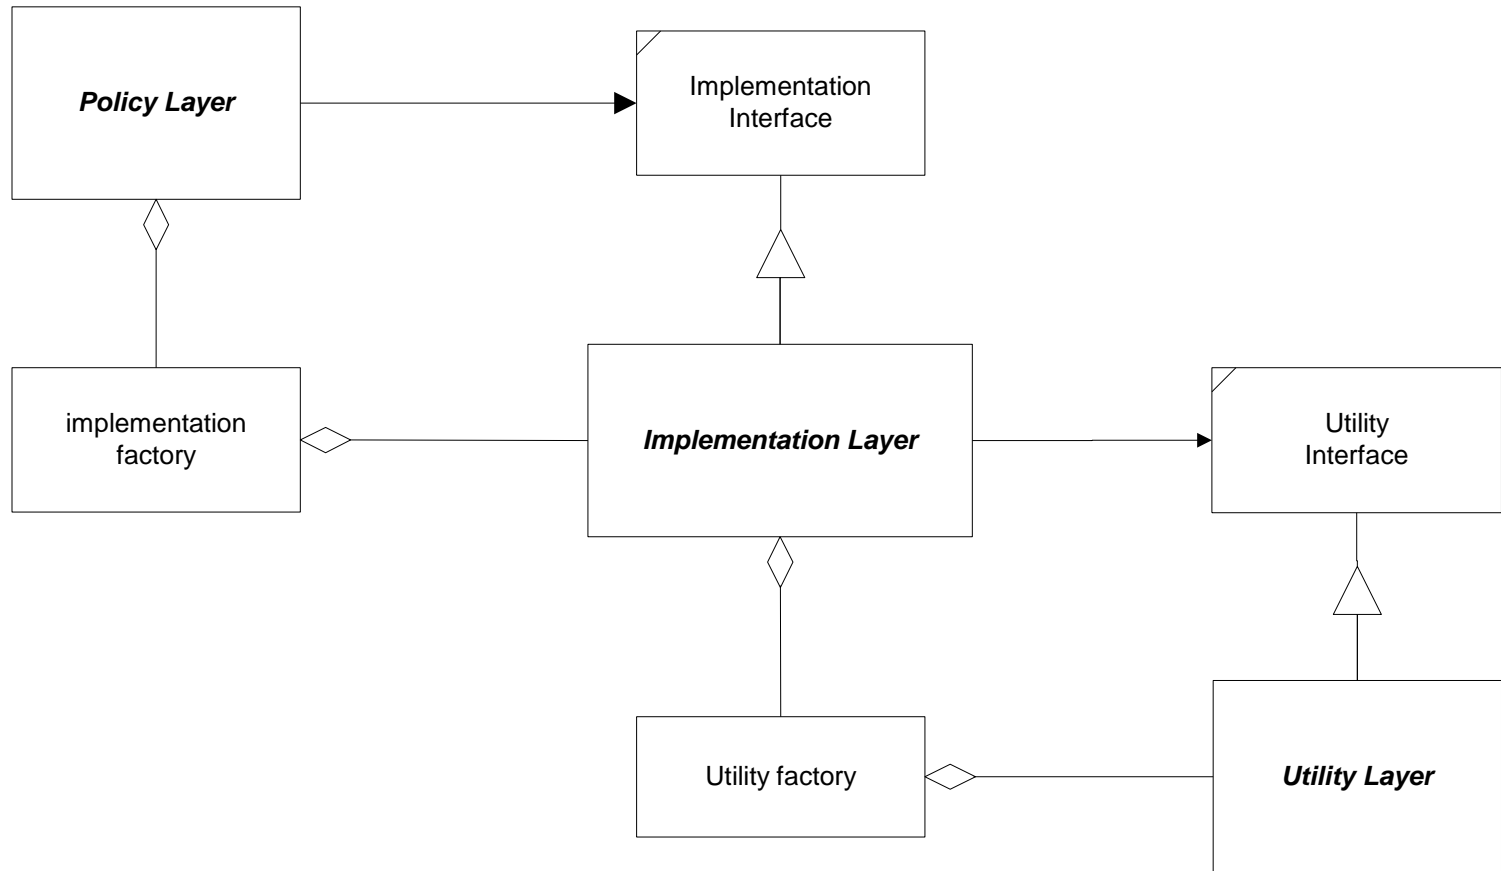 Policy Layer
Implementation
Interface
implementation
factory
Implementation Layer
Utility
Interface
Utility factory
Utility Layer